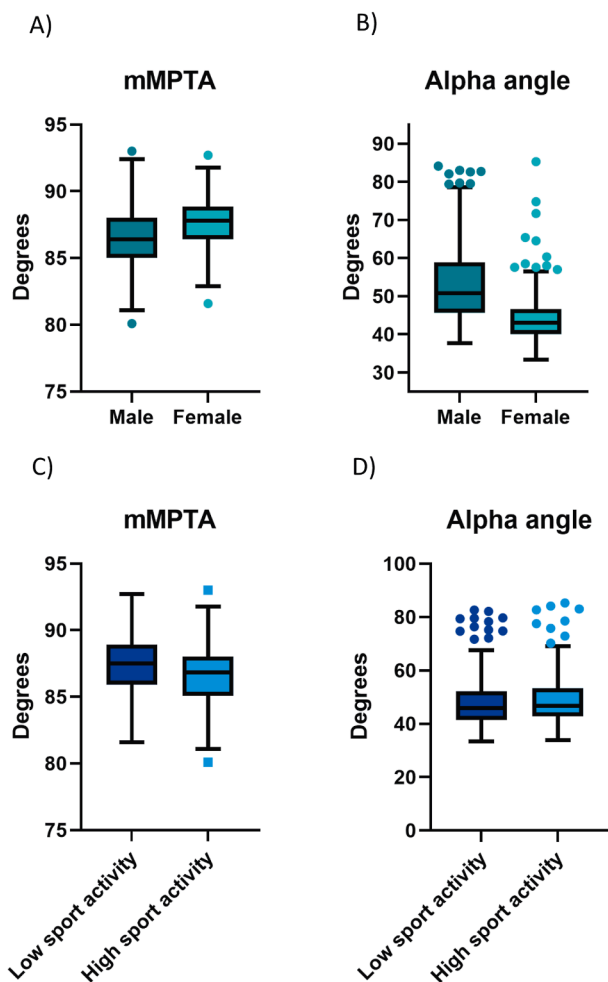 A)
mMPTA
Degrees
95
90
85
80
75
Male Female
B)
Alpha angle
Degrees
90
80
70
60
50
40
30
Male Female
C)
mMPTA
Degrees
95
90
85
80
75
Low sport activity
High sport activity
D)
Alpha angle
Degrees
100
80
60
40
20
0
Low sport activity
High sport activity